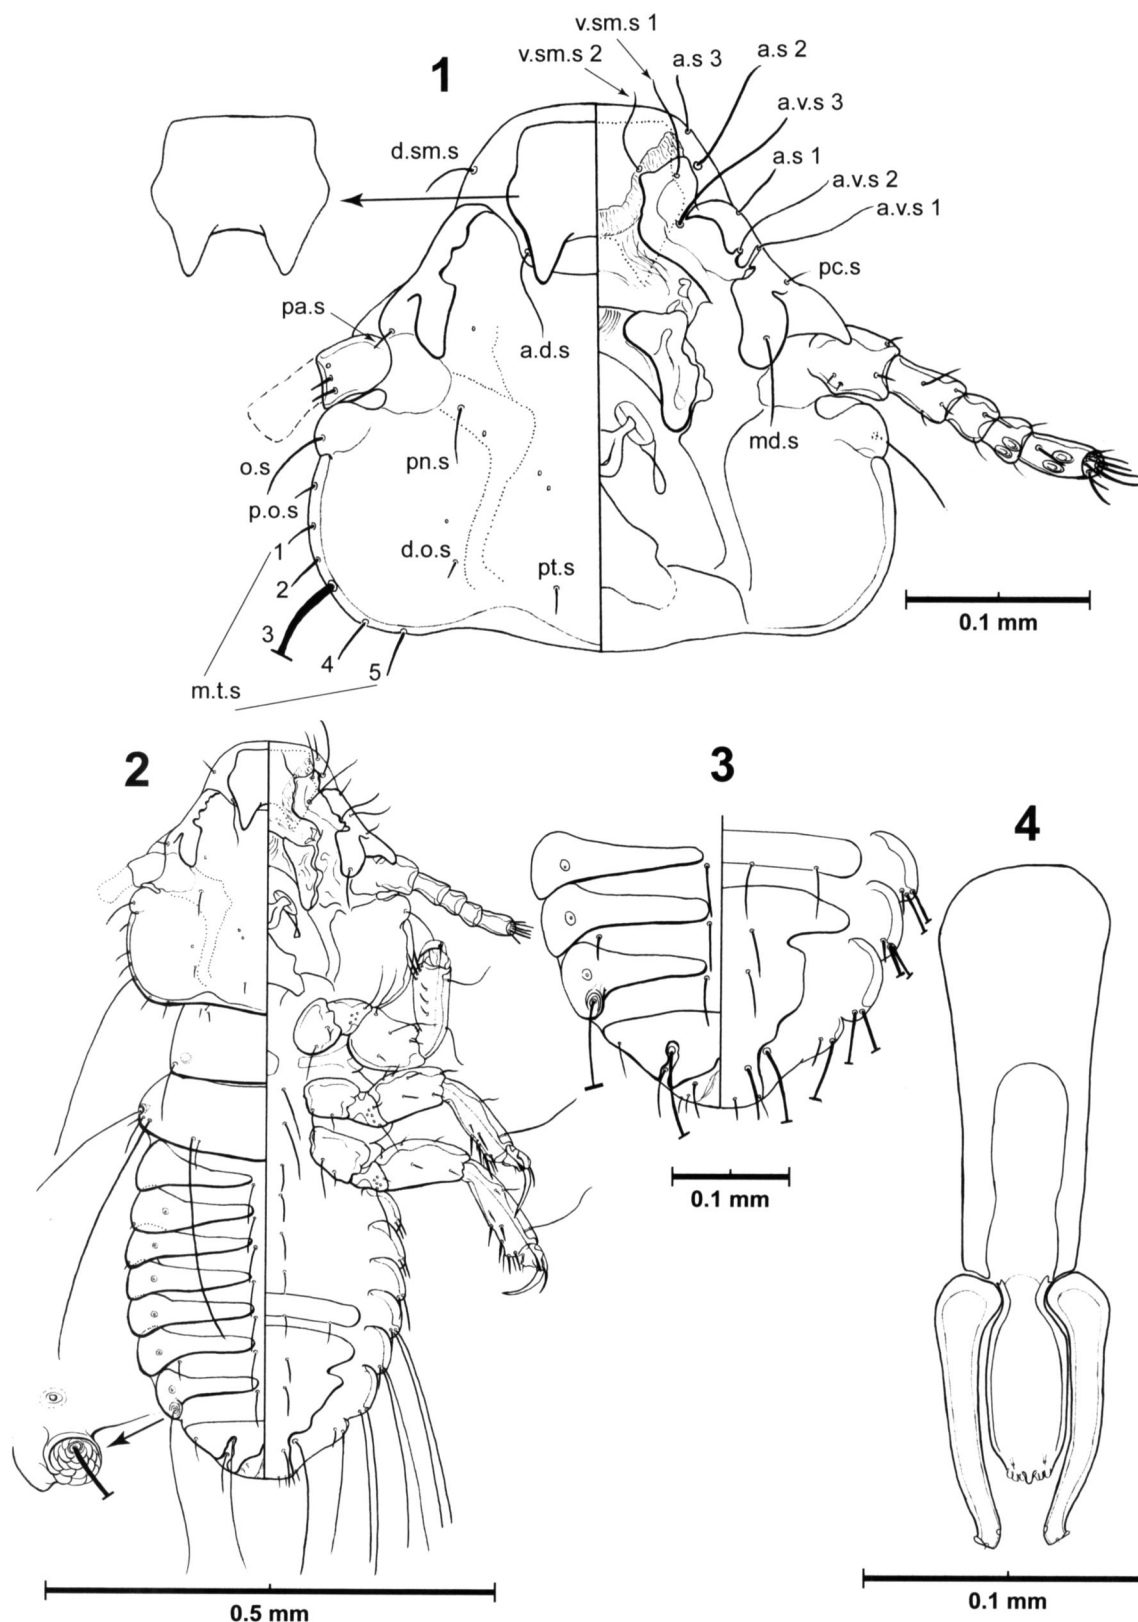 1
v.sm.s 1
v.sm.s 2
a.s 3
a.s 2
a.v.s 3
a.s 1
a.v.s 2
a.v.s 1
d.sm.s
pc.s
pa.s
a.d.s
md.s
o.s
pn.s
p.o.s
1
d.o.s
2
pt.s
3
4
5
m.t.s
0.1 mm
2
3
4
0.1 mm
0.5 mm
0.1 mm